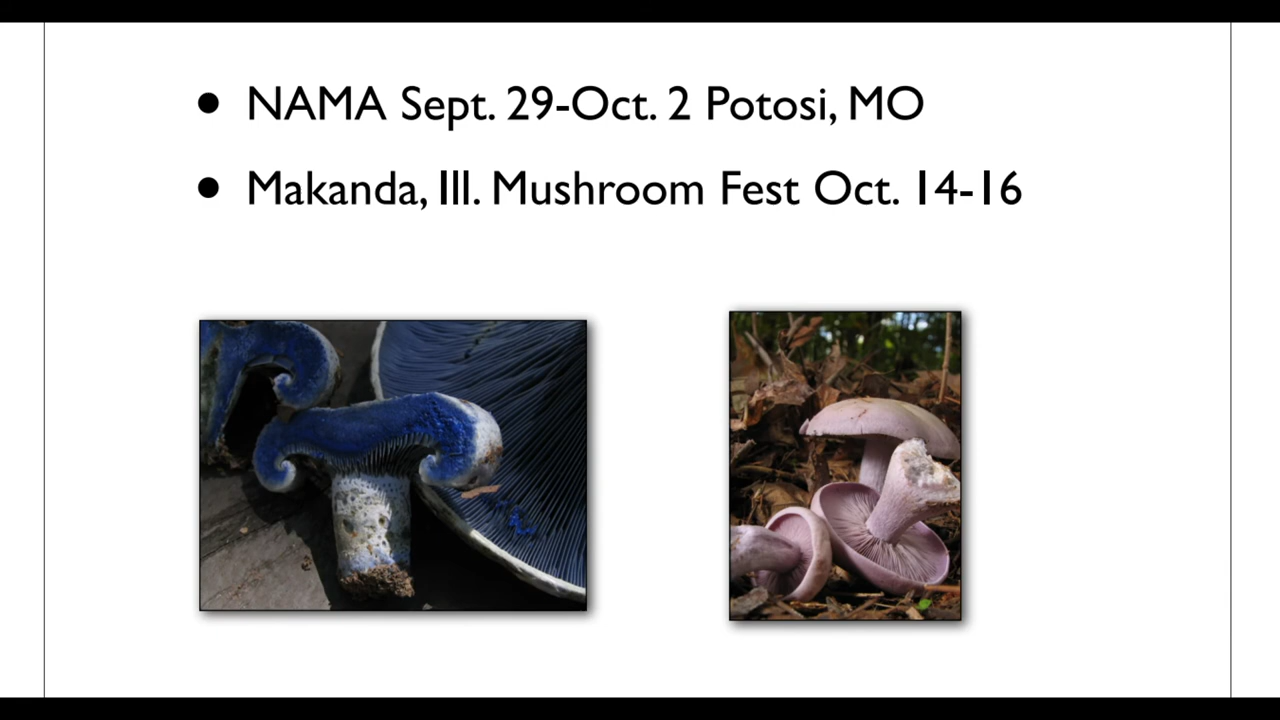 • NAMA Sept. 29-Oct. 2 Potosi, MO
• Makanda, Ill. Mushroom Fest Oct. 14-16